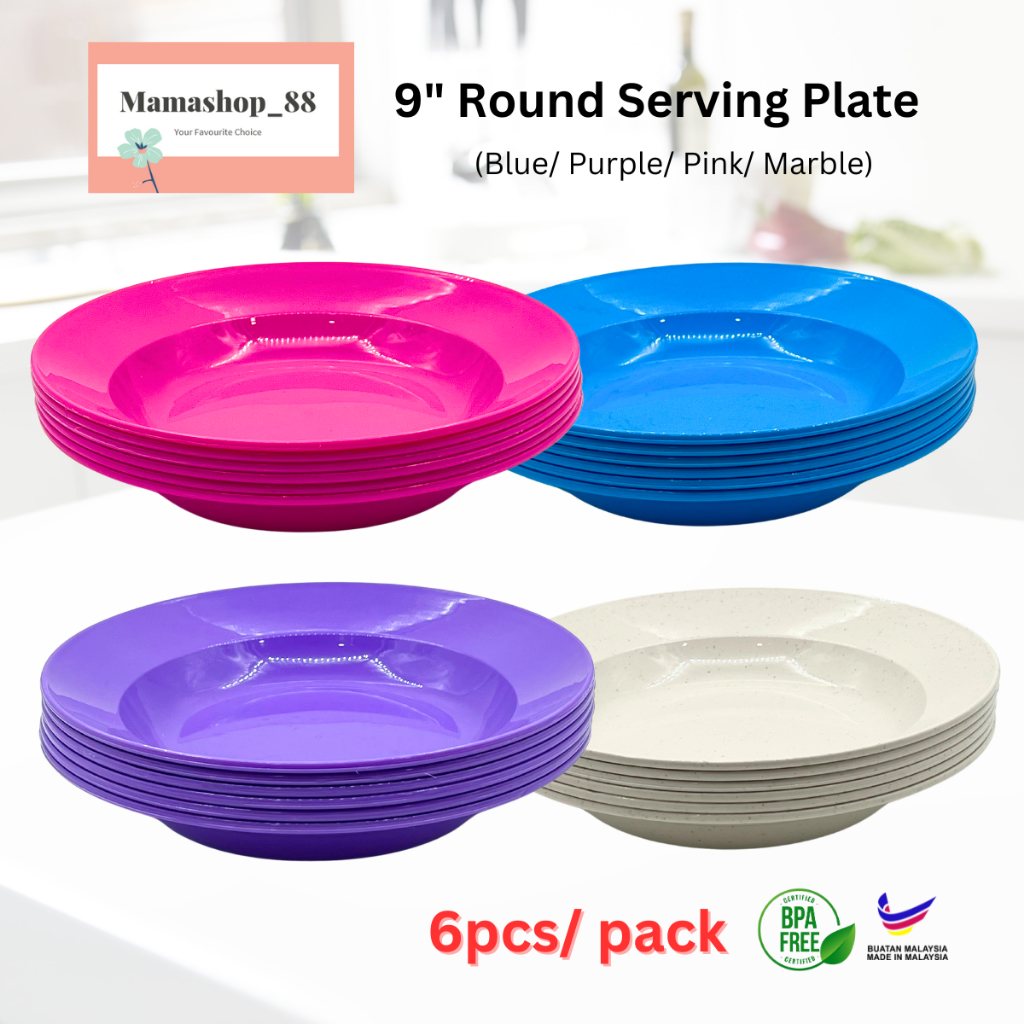 Mamashop_88
Your Favourite Choice
9" Round Serving Plate
(Blue/ Purple/ Pink/ Marble)
6pcs/ pack
CERTIFIED
BPA
FREE
CERTIFIED
BUATAN MALAYSIA
MADE IN MALAYSIA